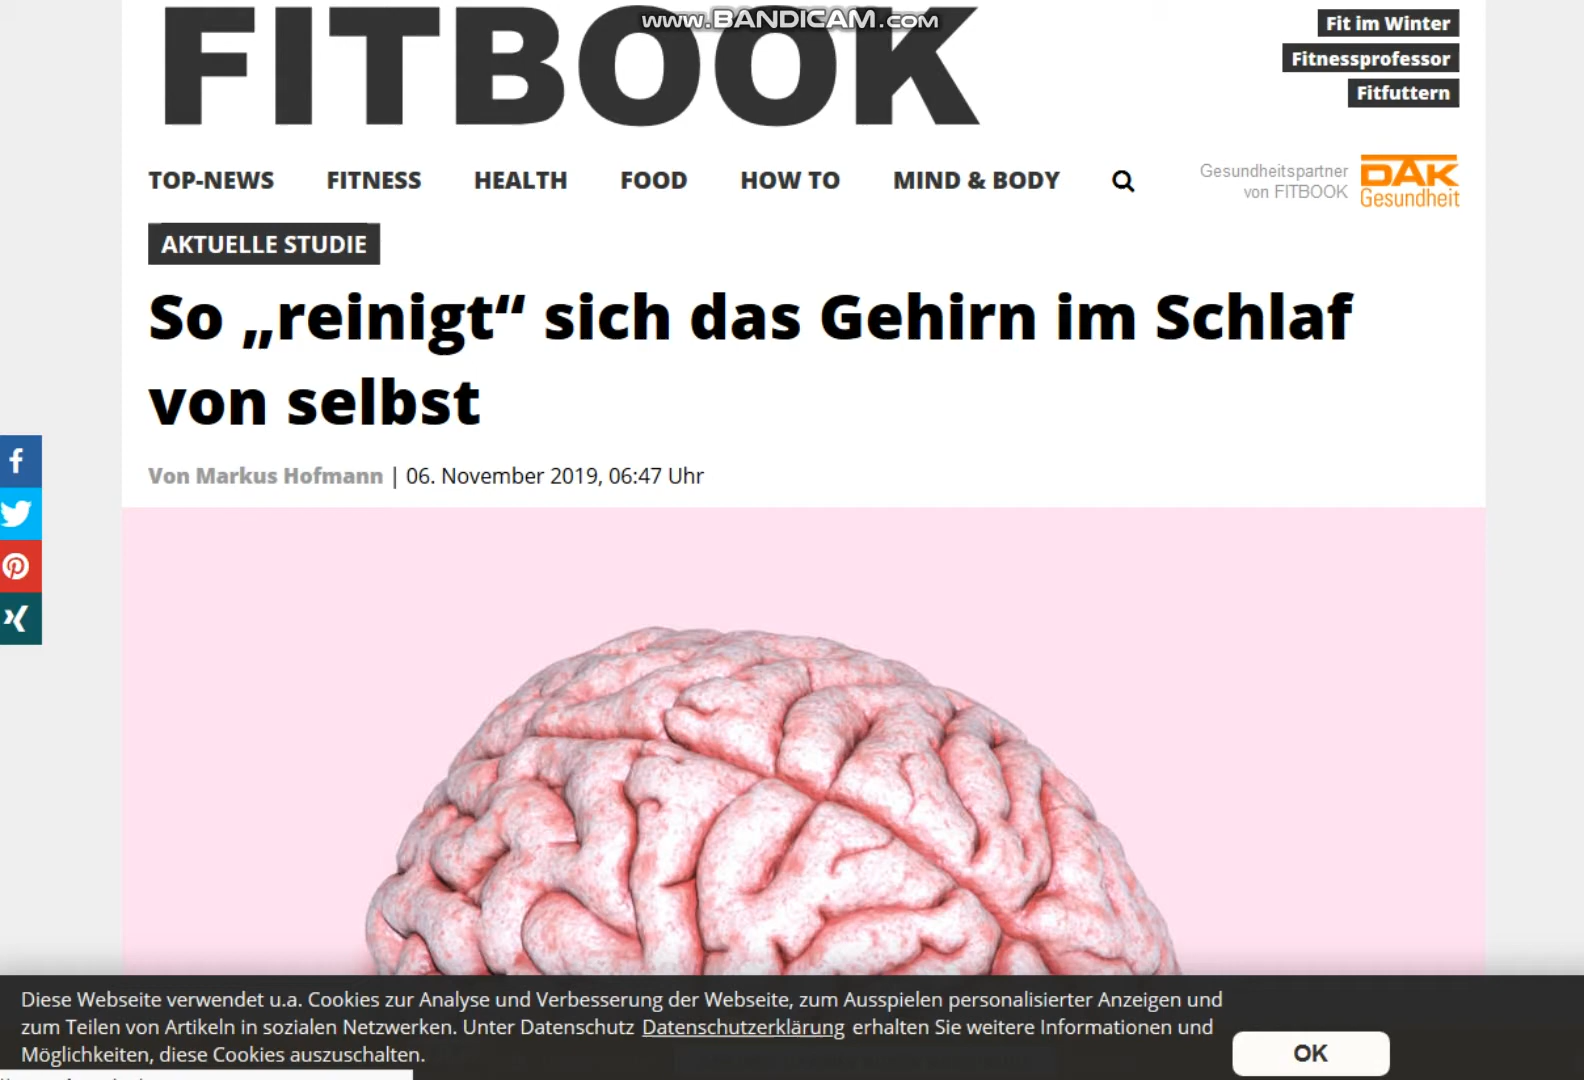 www.BANDICAM.com
FITBOOK
Fit im Winter
Fitnessprofessor
Fitfuttern
TOP-NEWS FITNESS HEALTH FOOD HOW TO MIND & BODY
Gesundheitspartner
von FITBOOK
DAK
Gesundheit
AKTUELLE STUDIE
So „reinigt“ sich das Gehirn im Schlaf
von selbst
Von Markus Hofmann | 06. November 2019, 06:47 Uhr
Diese Webseite verwendet u.a. Cookies zur Analyse und Verbesserung der Webseite, zum Ausspielen personalisierter Anzeigen und
zum Teilen von Artikeln in sozialen Netzwerken. Unter Datenschutz Datenschutzerklärung erhalten Sie weitere Informationen und
Möglichkeiten, diese Cookies auszuschalten.
OK